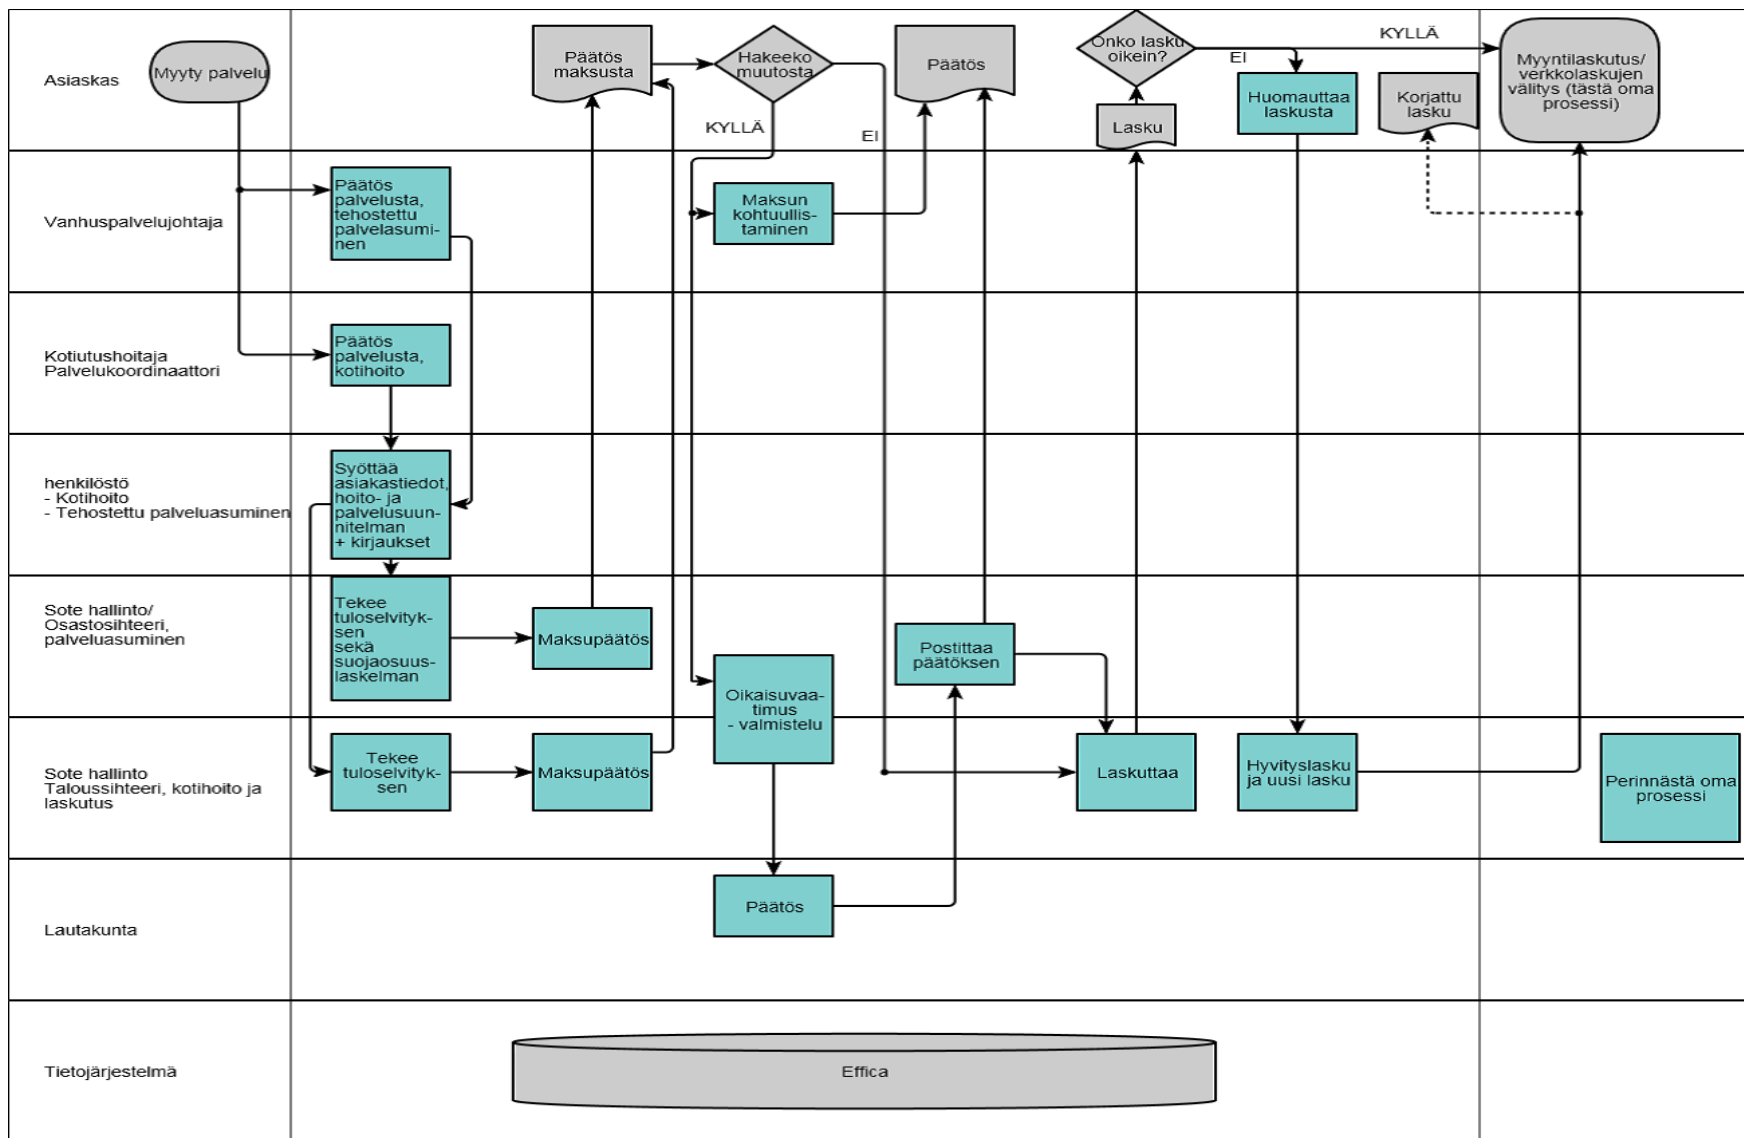 Asiakas
Myyty palvelu
Päätös
maksusta
Hakeeko
muutosta
KYLLÄ
EI
Päätös
Onko lasku
oikein?
EI
KYLLÄ
Lasku
Huomauttaa
laskusta
Korjattu
lasku
Myyntilaskutus/
verkkolaskujen
välitys (tästä oma
prosessi)
Vanhuspalvelujohtaja
Päätös
palvelusta,
tehostettu
palvelasumi-
nen
Maksun
kohtuullis-
taminen
Kotiutushoitaja
Palvelukoordinaattori
Päätös
palvelusta,
kotihoito
henkilöstö
- Kotihoito
- Tehostettu palveluasuminen
Syöttää
asiakastiedot,
hoito- ja
palvelusuun-
nitelman
+ kirjaukset
Sote hallinto/
Osastosihteeri,
palveluasuminen
Tekee
tuloselvityk-
sen
sekä
suojaosuus-
laskelman
Maksupäätös
Oikaisuvaa-
timus
- valmistelu
Postittaa
päätöksen
Sote hallinto
Taloussihteeri, kotihoito ja
laskutus
Tekee
tuloselvityk-
sen
Maksupäätös
Laskuttaa
Hyvityslasku
ja uusi lasku
Perinnästä oma
prosessi
Lautakunta
Päätös
Tietojärjestelmä
Effica